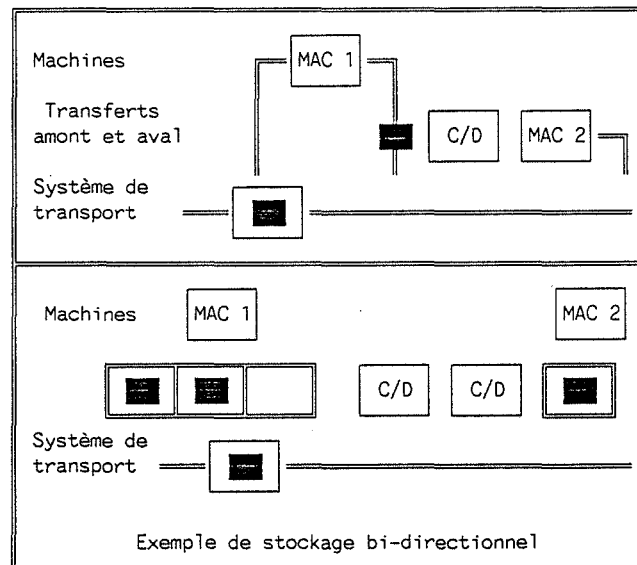 Machines
MAC 1
Transferts
amont et aval
C/D
MAC 2
Système de
transport
Machines
MAC 1
MAC 2
C/D
C/D
Système de
transport
Exemple de stockage bi-directionnel